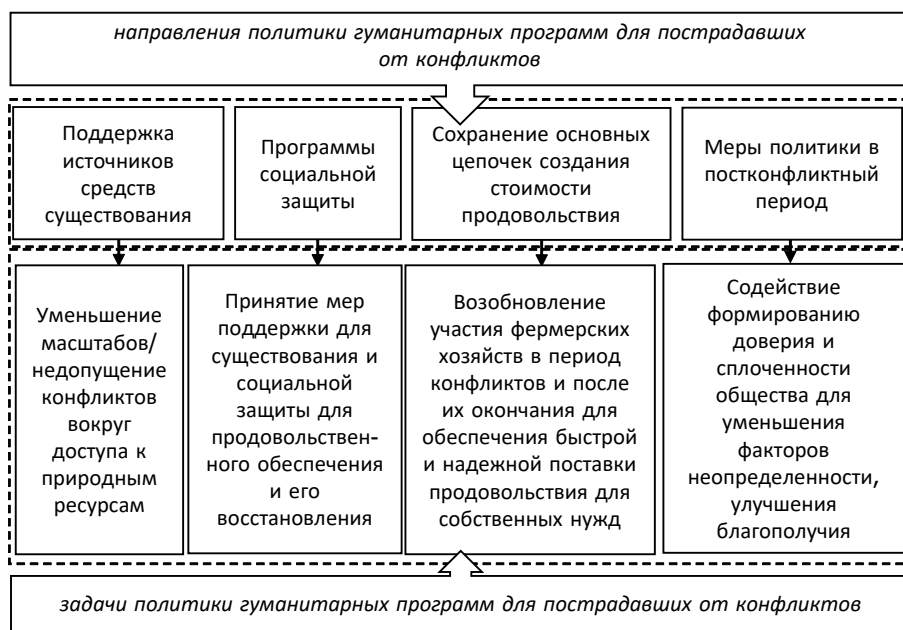 направления политики гуманитарных программ для пострадавших
от конфликтов
Поддержка
источников
средств
существования
Программы
социальной
защиты
Сохранение основных
цепочек создания
стоимости
продовольствия
Меры политики в
постконфликтный
период
Уменьшение
масштабов/
недопущение
конфликтов
вокруг
доступа к
природным
ресурсам
Принятие мер
поддержки для
существования и
социальной
защиты для
продовольствен-
ного обеспечения
и его
восстановления
Возобновление
участия фермерских
хозяйств в период
конфликтов и после
их окончания для
обеспечения быстрой
и надежной поставки
продовольствия для
собственных нужд
Содействие
формированию
доверия и
сплоченности
общества для
уменьшения
факторов
неопределенности,
улучшения
благополучия
задачи политики гуманитарных программ для пострадавших от конфликтов